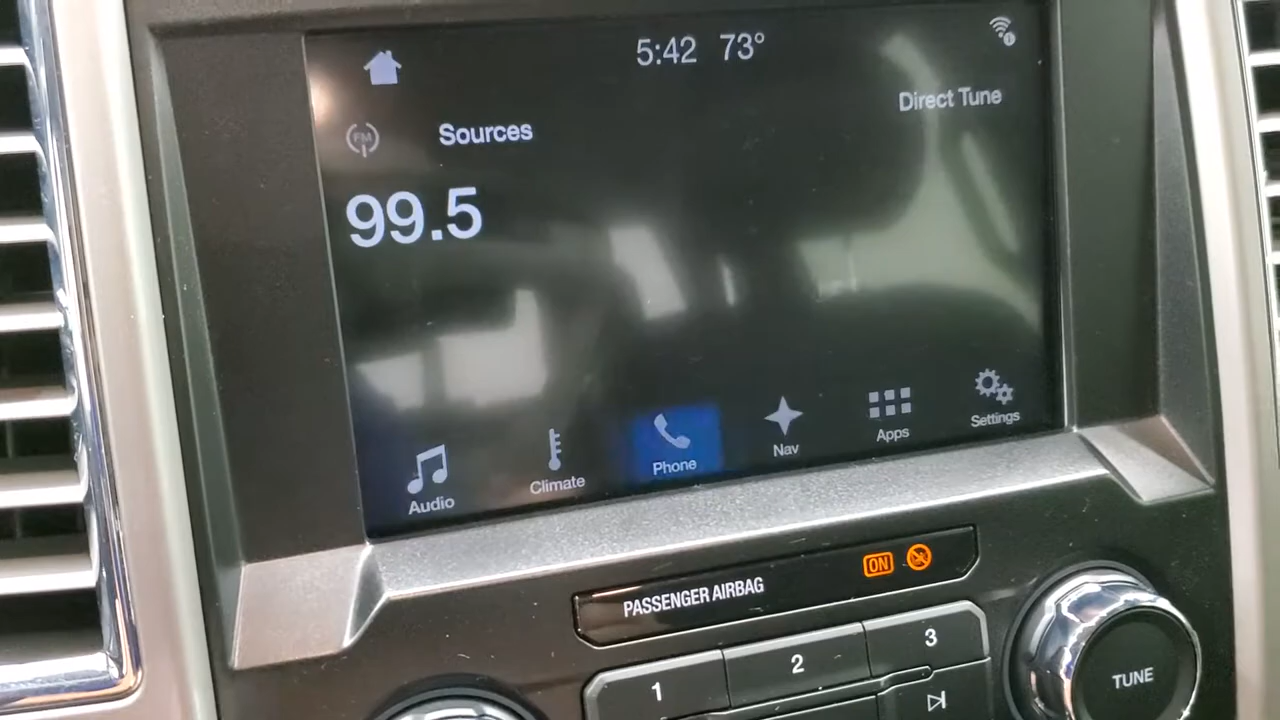 5:42 73°
Direct Tune
FM
Sources
99.5
Audio
Climate
Phone
Nav
Apps
Settings
PASSENGER AIRBAG
ON
1
2
3
TUNE